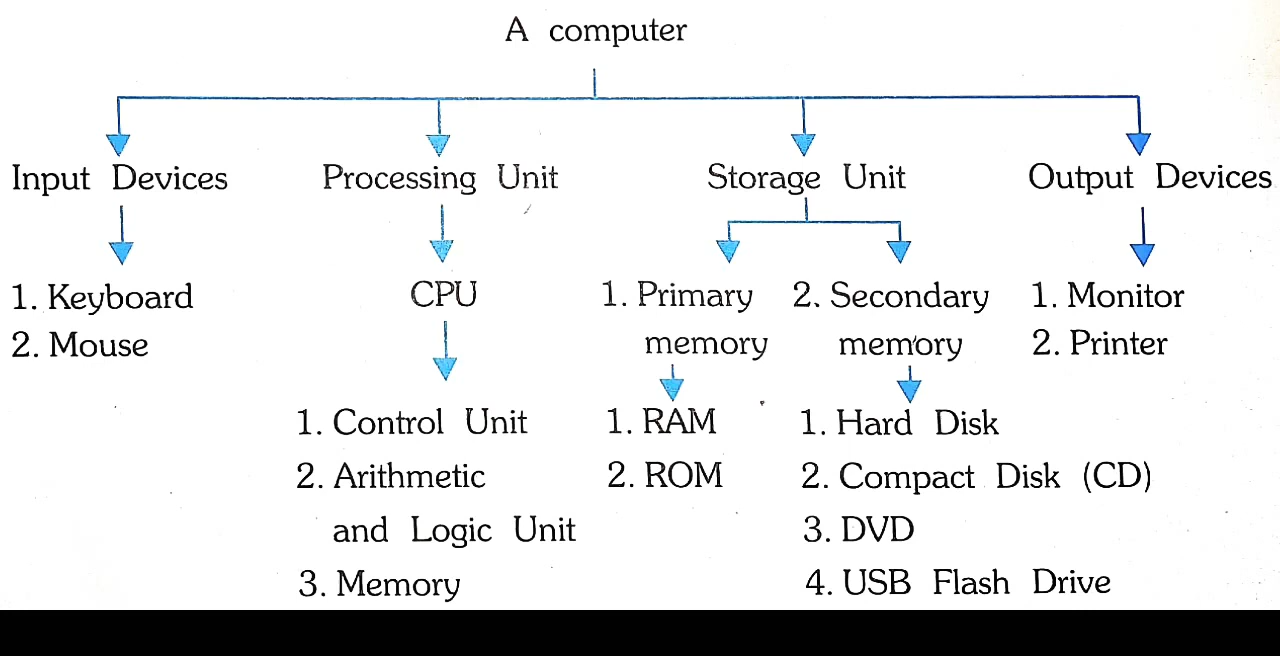 A computer
Input Devices
Processing Unit
Storage Unit
Output Devices
1. Keyboard
2. Mouse
CPU
1. Control Unit
2. Arithmetic
and Logic Unit
3. Memory
1. Primary
memory
1. RAM
2. ROM
2. Secondary
memory
1. Hard Disk
2. Compact Disk (CD)
3. DVD
4. USB Flash Drive
1. Monitor
2. Printer